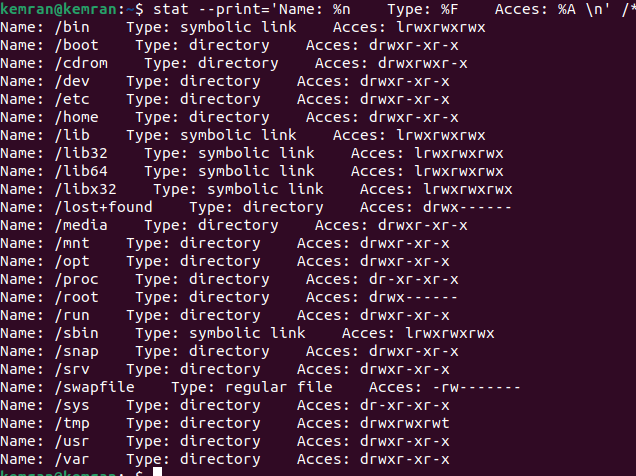 kemran@kemran:~$ stat --print='Name: %n    Type: %F    Acces: %A \n' /*
Name: /bin    Type: symbolic link    Acces: lrwxrwxrwx
Name: /boot    Type: directory    Acces: drwxr-xr-x
Name: /cdrom    Type: directory    Acces: drwxrwxr-x
Name: /dev    Type: directory    Acces: drwxr-xr-x
Name: /etc    Type: directory    Acces: drwxr-xr-x
Name: /home    Type: directory    Acces: drwxr-xr-x
Name: /lib    Type: symbolic link    Acces: lrwxrwxrwx
Name: /lib32    Type: symbolic link    Acces: lrwxrwxrwx
Name: /lib64    Type: symbolic link    Acces: lrwxrwxrwx
Name: /libx32    Type: symbolic link    Acces: lrwxrwxrwx
Name: /lost+found    Type: directory    Acces: drwx------
Name: /media    Type: directory    Acces: drwxr-xr-x
Name: /mnt    Type: directory    Acces: drwxr-xr-x
Name: /opt    Type: directory    Acces: drwxr-xr-x
Name: /proc    Type: directory    Acces: dr-xr-xr-x
Name: /root    Type: directory    Acces: drwx------
Name: /run    Type: directory    Acces: drwxr-xr-x
Name: /sbin    Type: symbolic link    Acces: lrwxrwxrwx
Name: /snap    Type: directory    Acces: drwxr-xr-x
Name: /srv    Type: directory    Acces: drwxr-xr-x
Name: /swapfile    Type: regular file    Acces: -rw-------
Name: /sys    Type: directory    Acces: dr-xr-xr-x
Name: /tmp    Type: directory    Acces: drwxrwxrwt
Name: /usr    Type: directory    Acces: drwxr-xr-x
Name: /var    Type: directory    Acces: drwxr-xr-x
kemran@kemran:~$